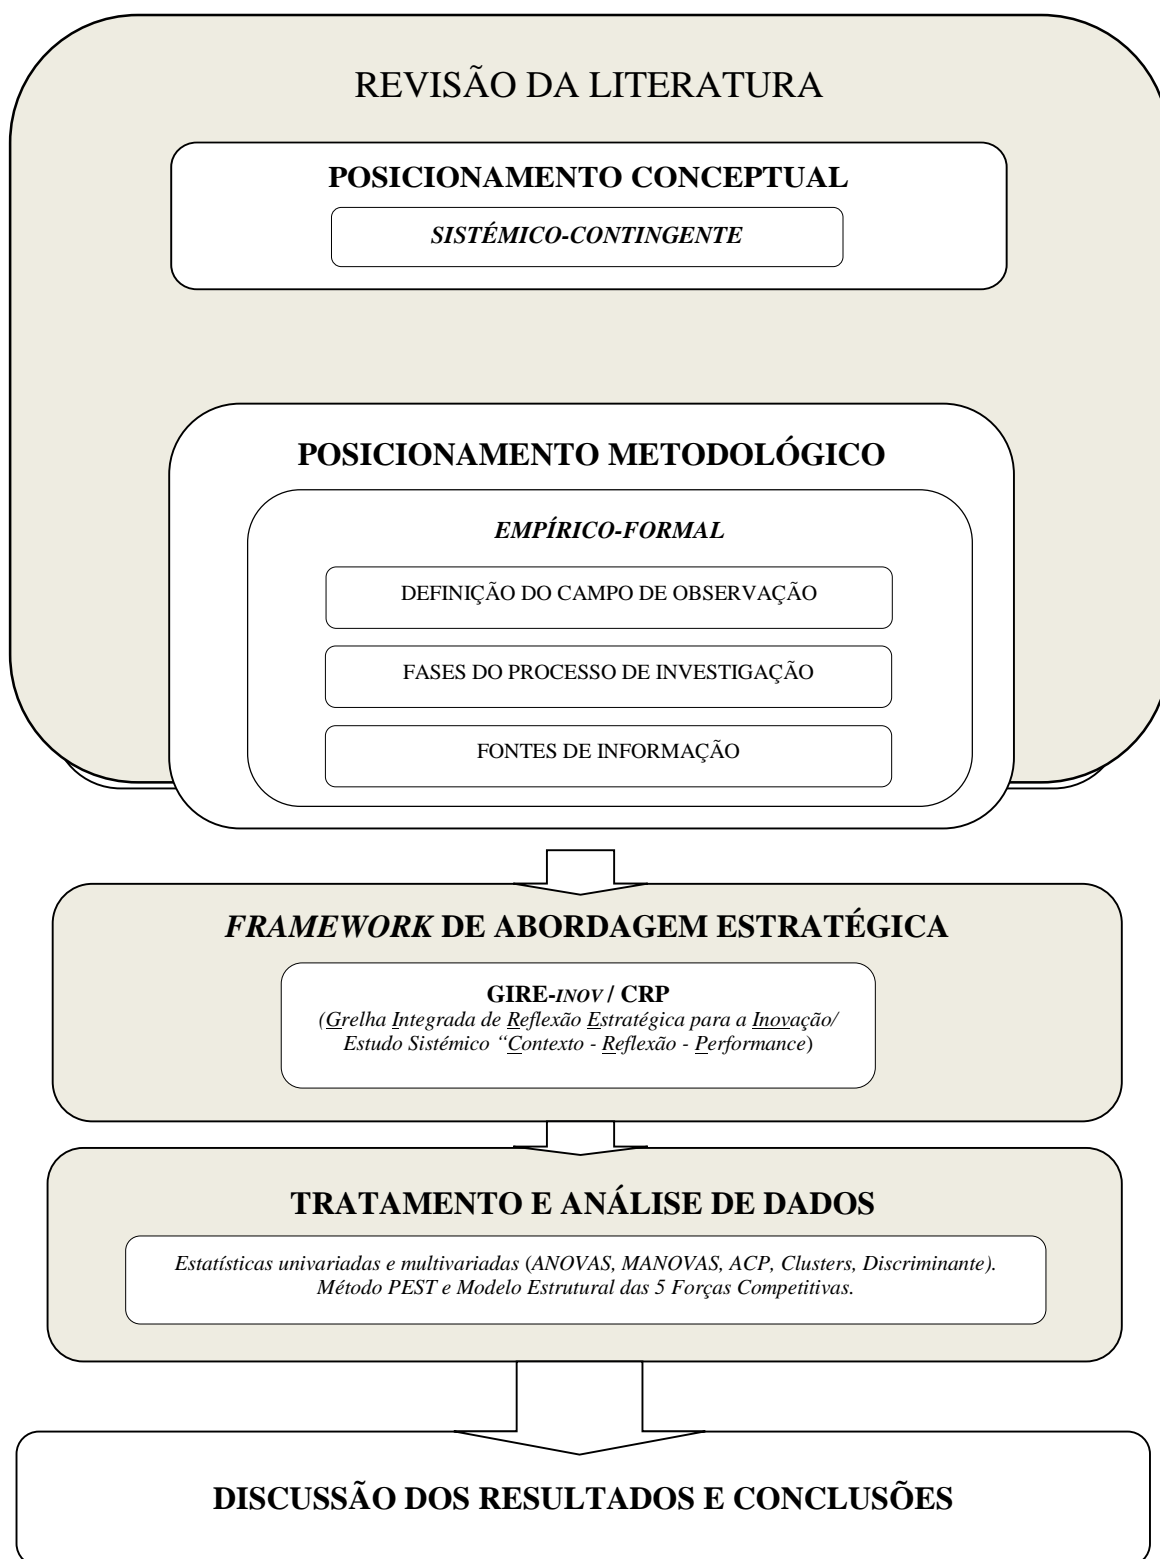 REVISÃO DA LITERATURA
POSICIONAMENTO CONCEPTUAL
SISTÉMICO-CONTINGENTE
POSICIONAMENTO METODOLÓGICO
EMPÍRICO-FORMAL
DEFINIÇÃO DO CAMPO DE OBSERVAÇÃO
FASES DO PROCESSO DE INVESTIGAÇÃO
FONTES DE INFORMAÇÃO
FRAMEWORK DE ABORDAGEM ESTRATÉGICA
GIRE-INOV / CRP
(Grelha Integrada de Reflexão Estratégica para a Inovação/
Estudo Sistémico “Contexto - Reflexão - Performance)
TRATAMENTO E ANÁLISE DE DADOS
Estatísticas univariadas e multivariadas (ANOVAS, MANOVAS, ACP, Clusters, Discriminante).
Método PEST e Modelo Estrutural das 5 Forças Competitivas.
DISCUSSÃO DOS RESULTADOS E CONCLUSÕES